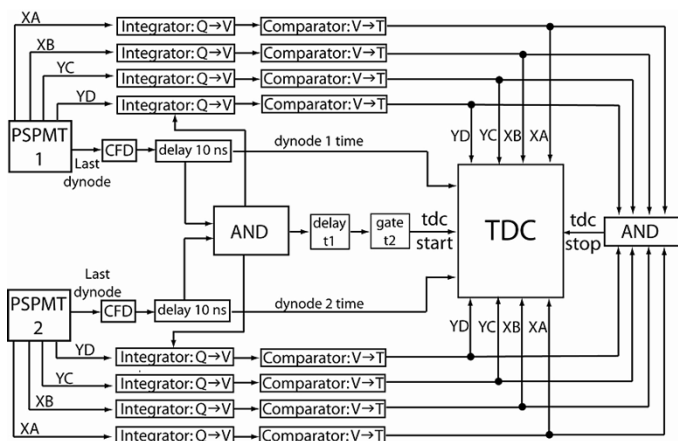 XA
Integrator:Q→V
Comparator:V→T
XB
Integrator:Q→V
Comparator:V→T
YC
Integrator:Q→V
Comparator:V→T
YD
Integrator:Q→V
Comparator:V→T
PSPMT
1
Last
dynode
CFD
delay 10 ns
dynode 1 time
YD
YC
XB
XA
AND
delay
t1
gate
t2
tdc
start
TDC
tdc
stop
AND
Last
dynode
PSPMT
2
CFD
delay 10 ns
dynode 2 time
YD
YC
XB
XA
YD
Integrator:Q→V
Comparator:V→T
YC
Integrator:Q→V
Comparator:V→T
XB
Integrator:Q→V
Comparator:V→T
XA
Integrator:Q→V
Comparator:V→T